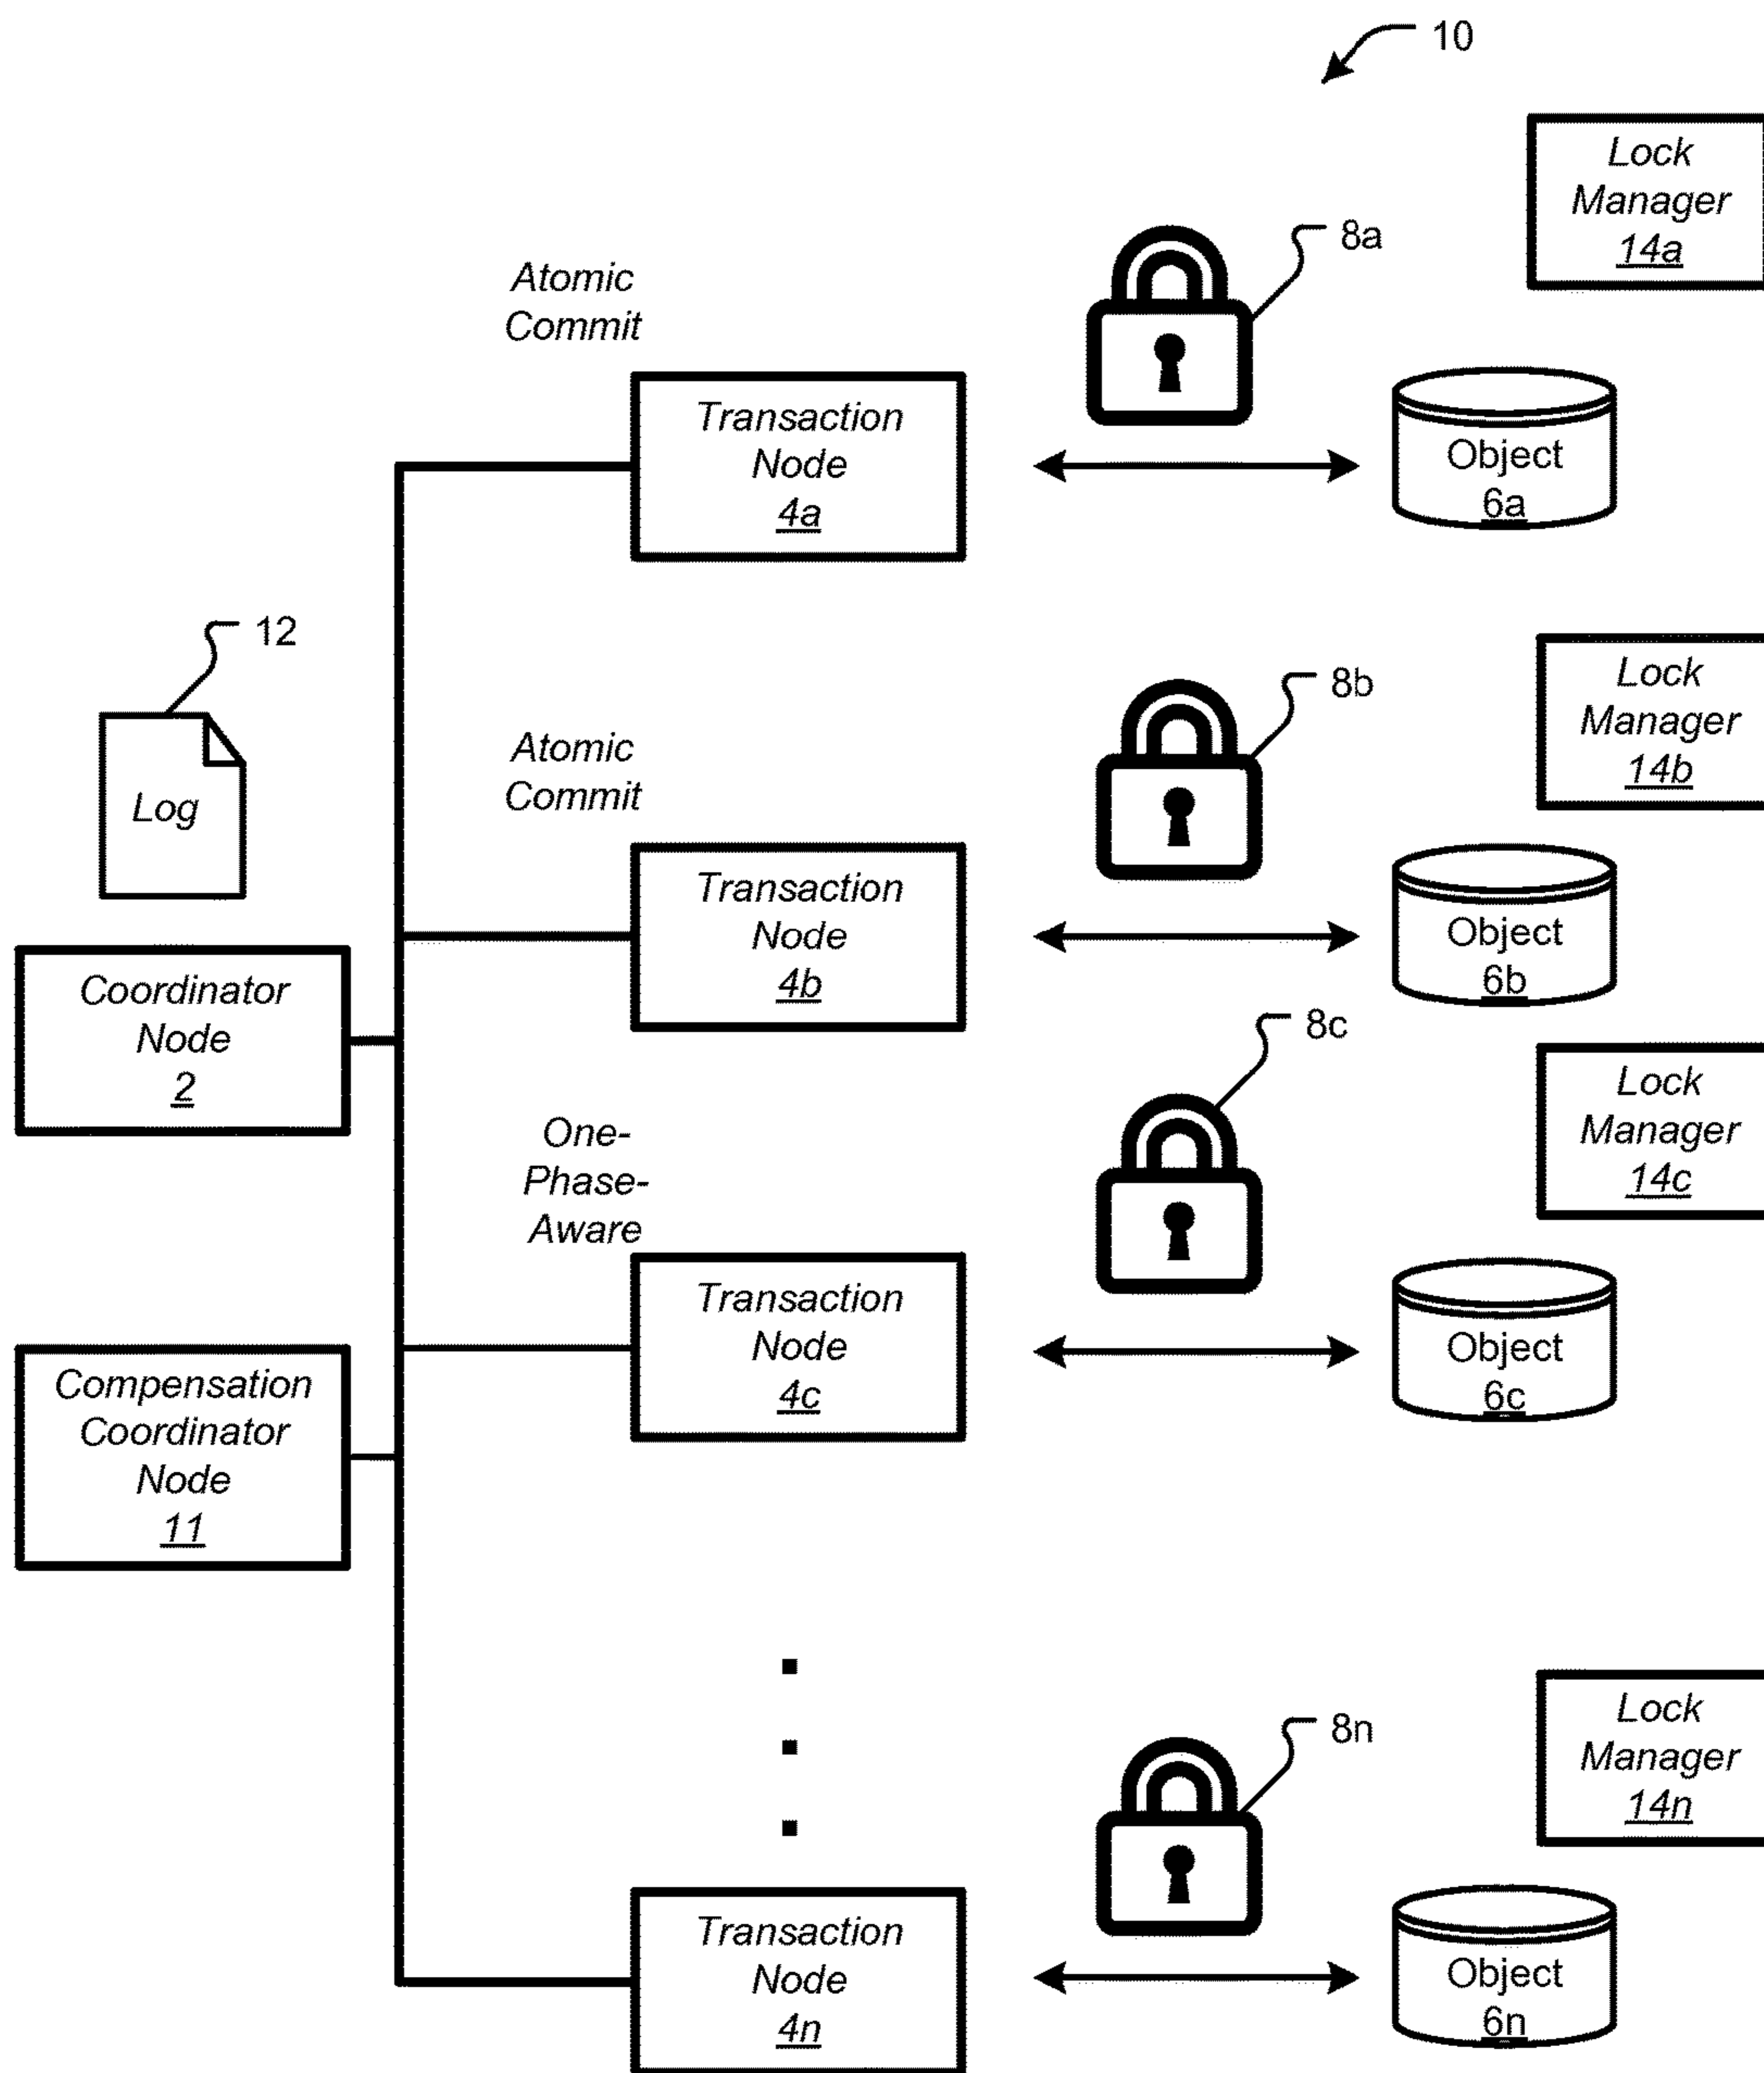 10
Lock
Manager
14a
8a
Atomic
Commit
Transaction
Node
4a
Object
6a
12
Log
Lock
Manager
14b
8b
Atomic
Commit
Transaction
Node
4b
Object
6b
Coordinator
Node
2
8c
Lock
Manager
14c
One-
Phase-
Aware
Transaction
Node
4c
Object
6c
Compensation
Coordinator
Node
11
Lock
Manager
14n
8n
Transaction
Node
4n
Object
6n